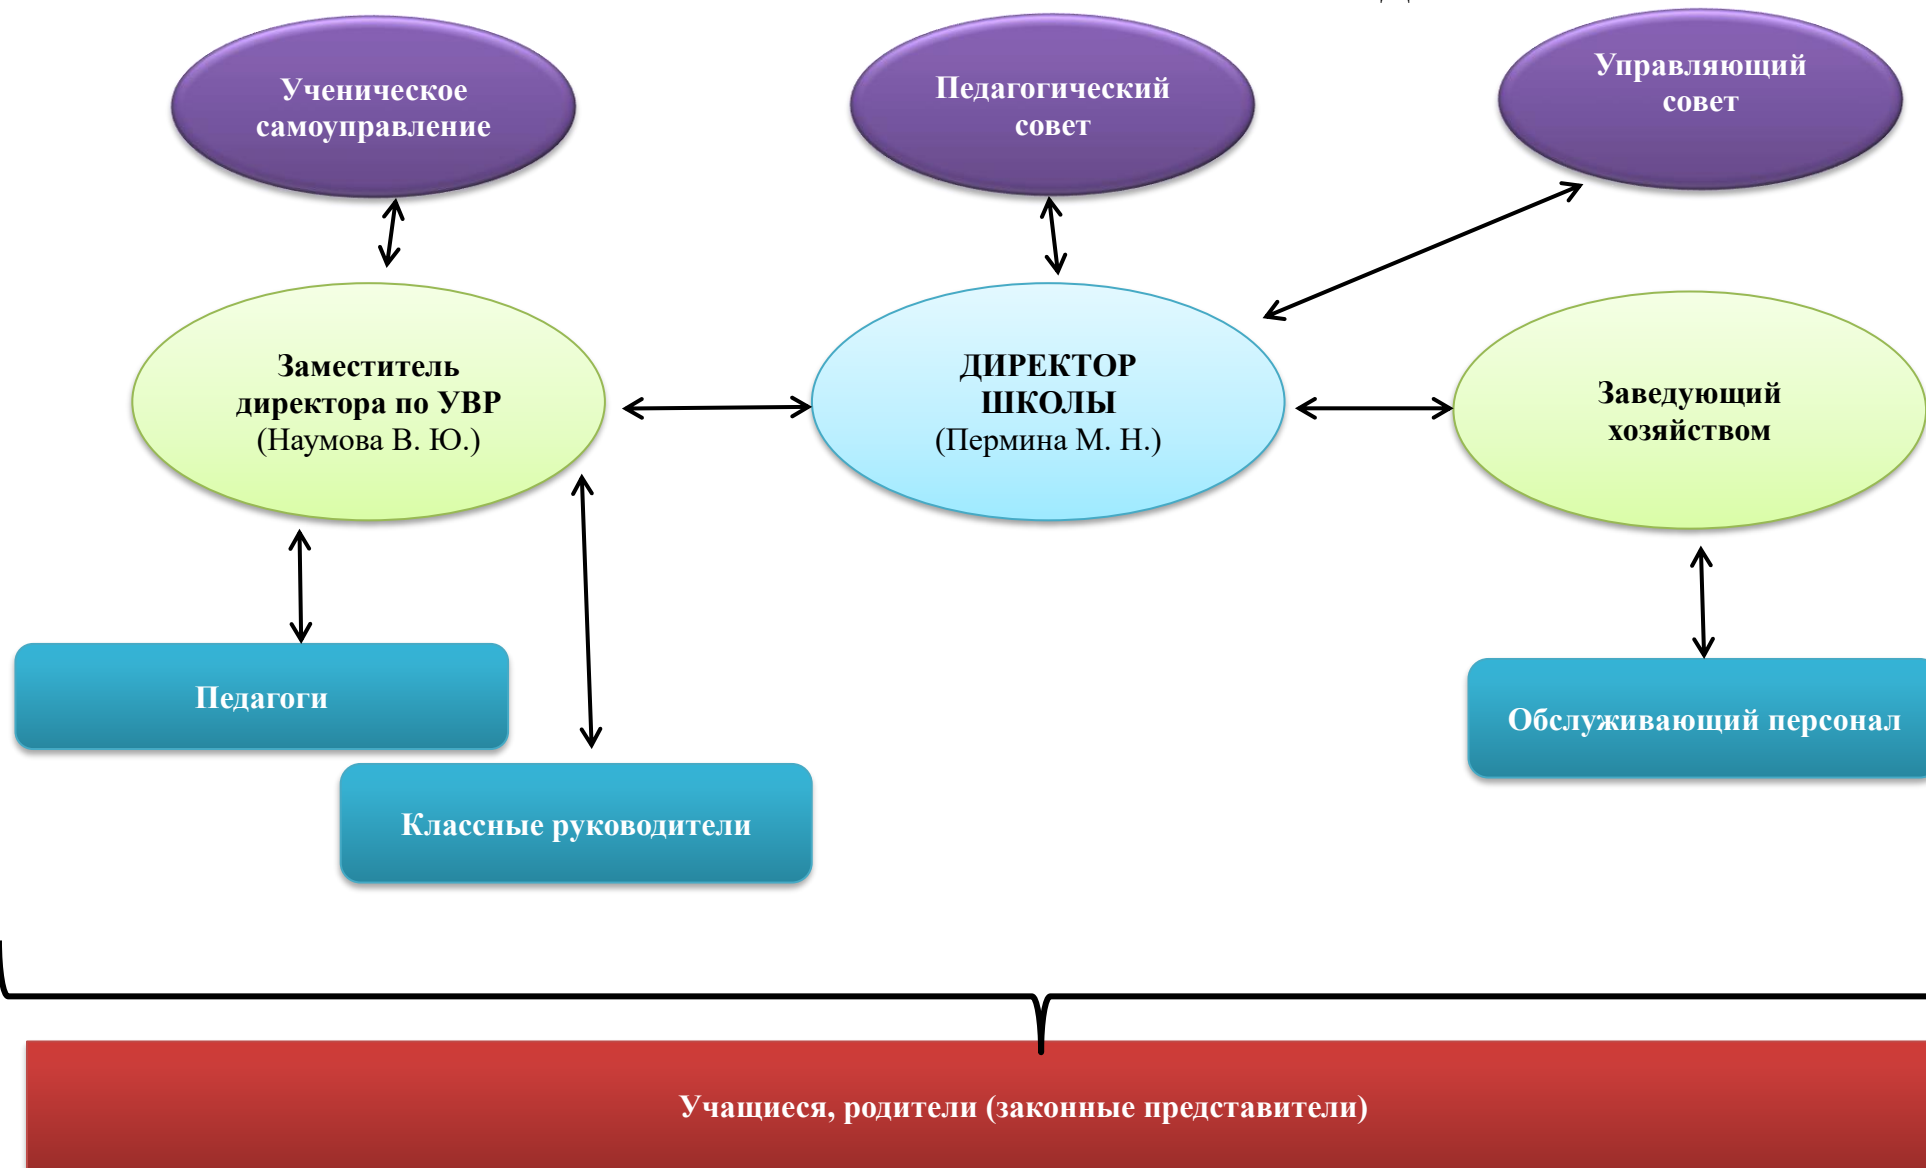 Ученическое
самоуправление
Педагогический
совет
Управляющий
совет
Заместитель
директора по УВР
(Наумова В. Ю.)
ДИРЕКТОР
ШКОЛЫ
(Пермина М. Н.)
Заведующий
хозяйством
Педагоги
Обслуживающий персонал
Классные руководители
Учащиеся, родители (законные представители)